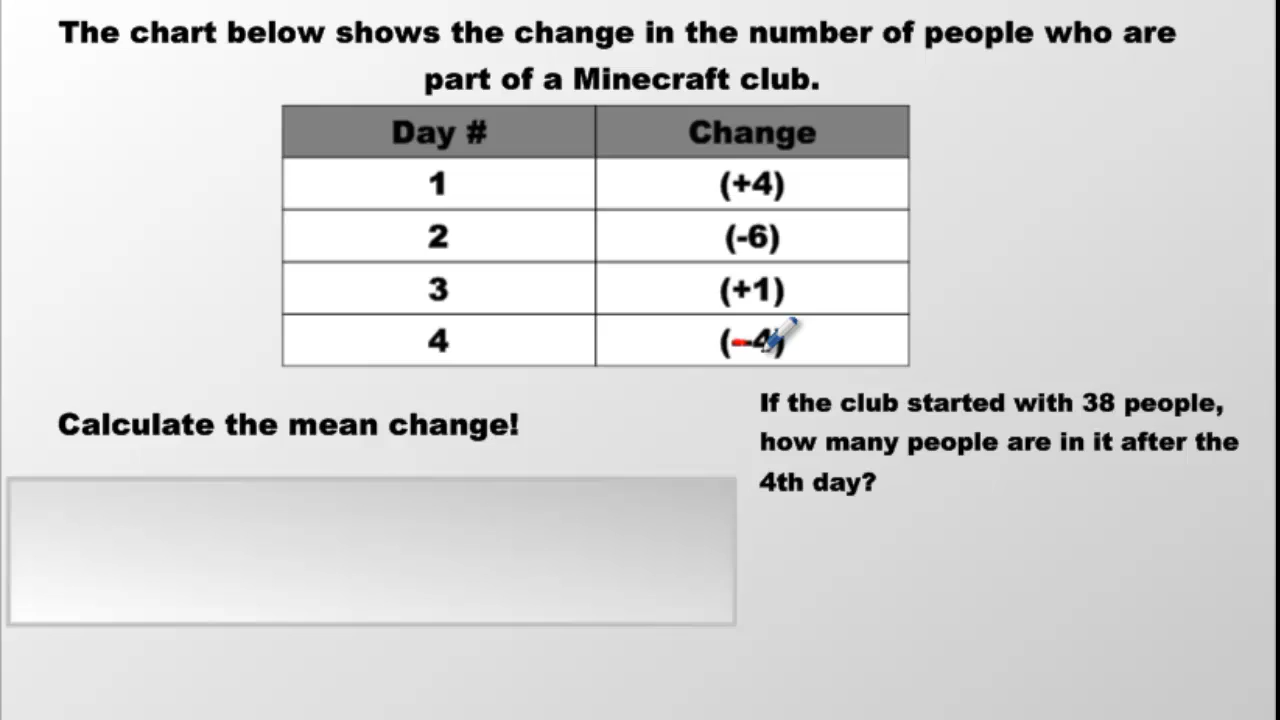 The chart below shows the change in the number of people who are
part of a Minecraft club.
Day # Change
1 (+4)
2 (-6)
3 (+1)
4 (-4)
Calculate the mean change!
If the club started with 38 people,
how many people are in it after the
4th day?